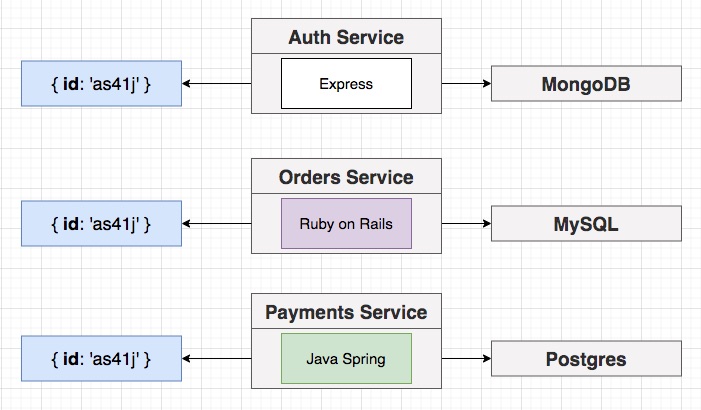 Auth Service
{ id: 'as41j' }
Express
MongoDB
Orders Service
{ id: 'as41j' }
Ruby on Rails
MySQL
Payments Service
{ id: 'as41j' }
Java Spring
Postgres